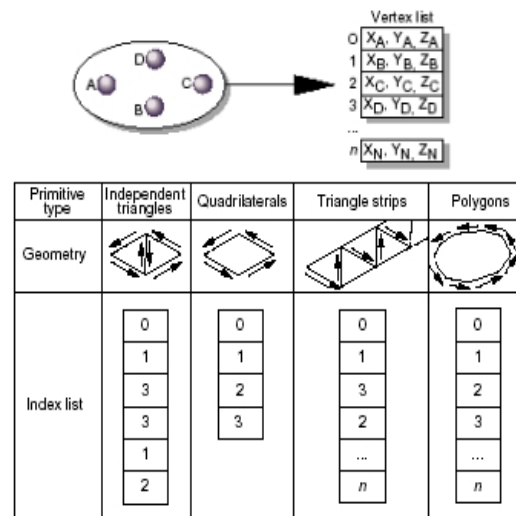 Vertex list
D
A
C
B
0 XA, YA, ZA
1 XB, YB, ZB
2 XC, YC, ZC
3 XD, YD, ZD
...
n XN, YN, ZN
Primitive type Independent triangles Quadrilaterals Triangle strips Polygons
Geometry
Index list
0 0 0 0
1 1 1 1
3 2 3 2
3 3 2 3
1 ... ...
2 n n